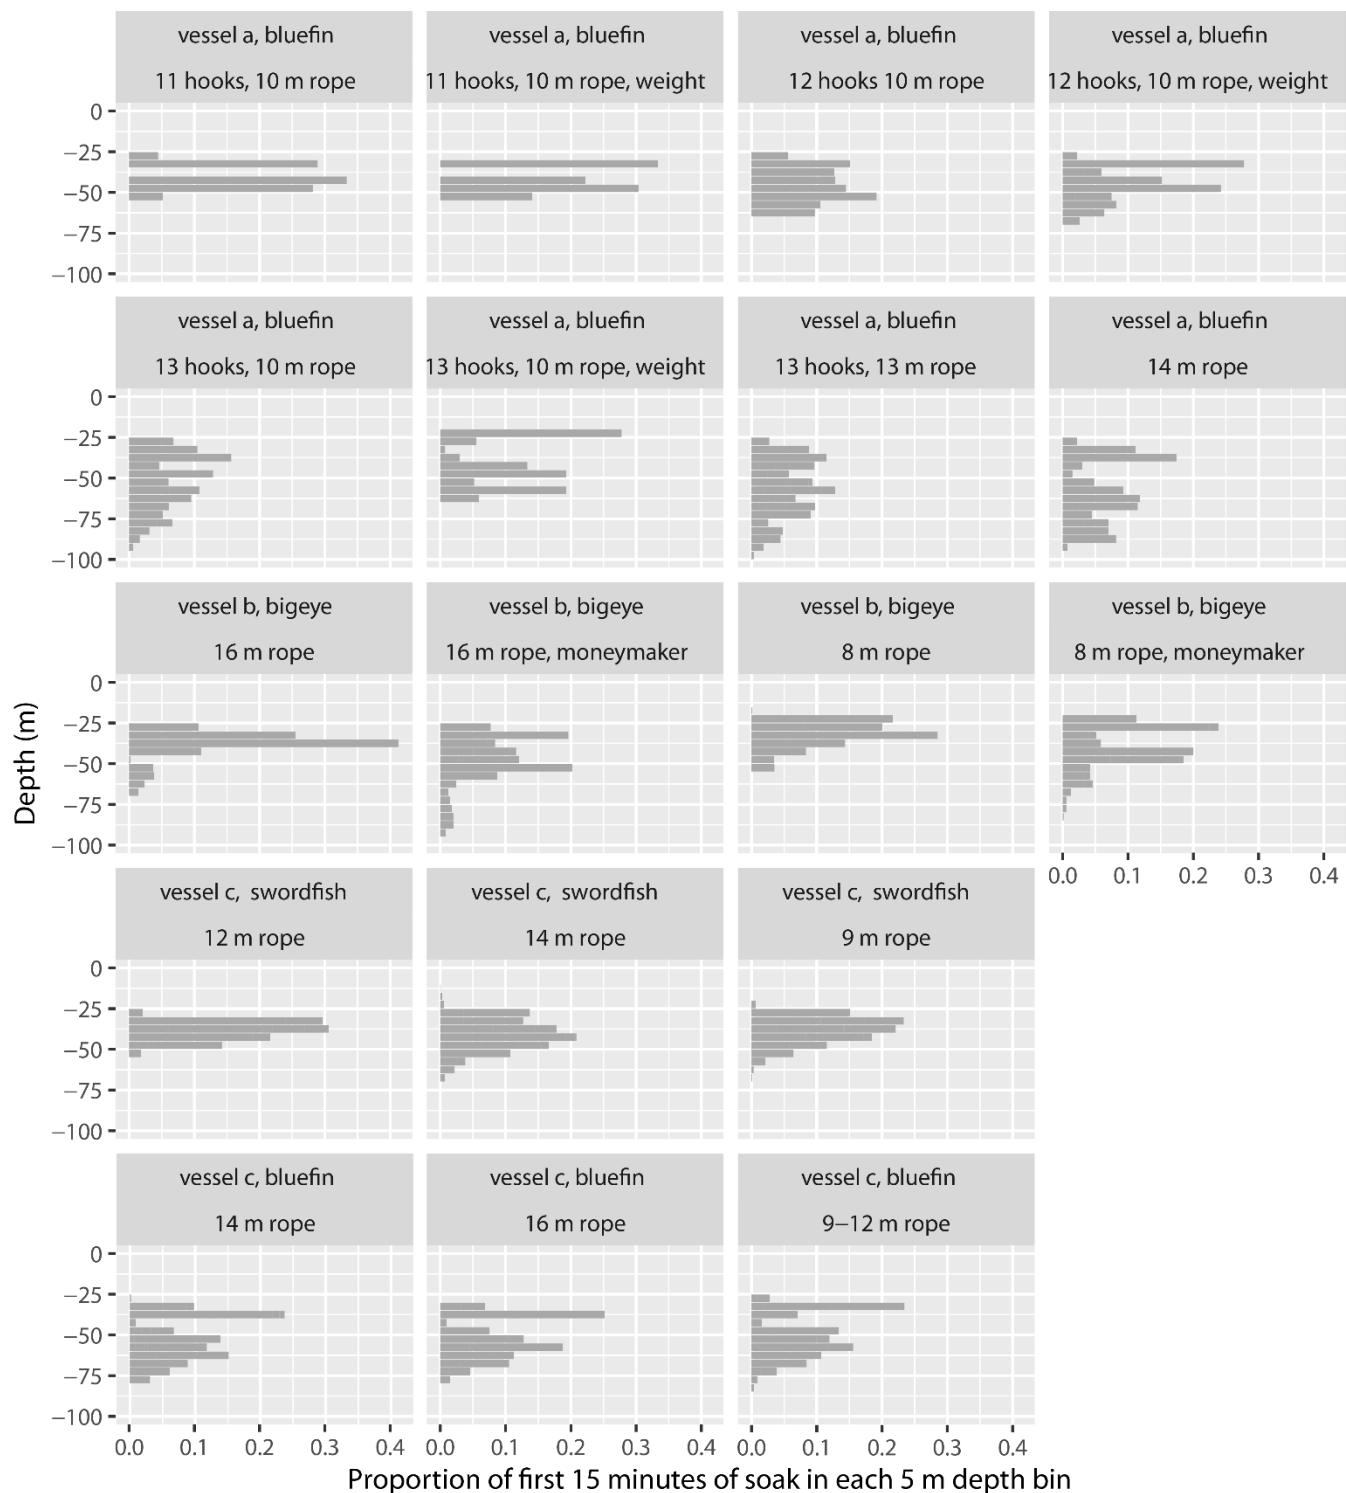 vessel a, bluefin
11 hooks, 10 m rope
vessel a, bluefin
11 hooks, 10 m rope, weight
vessel a, bluefin
12 hooks 10 m rope
vessel a, bluefin
12 hooks, 10 m rope, weight
0
−25
−50
−75
−100
vessel a, bluefin
13 hooks, 10 m rope
vessel a, bluefin
13 hooks, 10 m rope, weight
vessel a, bluefin
13 hooks, 13 m rope
vessel a, bluefin
14 m rope
0
−25
−50
−75
−100
vessel b, bigeye
16 m rope
vessel b, bigeye
16 m rope, moneymaker
vessel b, bigeye
8 m rope
vessel b, bigeye
8 m rope, moneymaker
0
−25
−50
−75
−100
0.0 0.1 0.2 0.3 0.4
Depth (m)
vessel c, swordfish
12 m rope
vessel c, swordfish
14 m rope
vessel c, swordfish
9 m rope
0
−25
−50
−75
−100
vessel c, bluefin
14 m rope
vessel c, bluefin
16 m rope
vessel c, bluefin
9−12 m rope
0
−25
−50
−75
−100
0.0 0.1 0.2 0.3 0.4
0.0 0.1 0.2 0.3 0.4
0.0 0.1 0.2 0.3 0.4
Proportion of first 15 minutes of soak in each 5 m depth bin